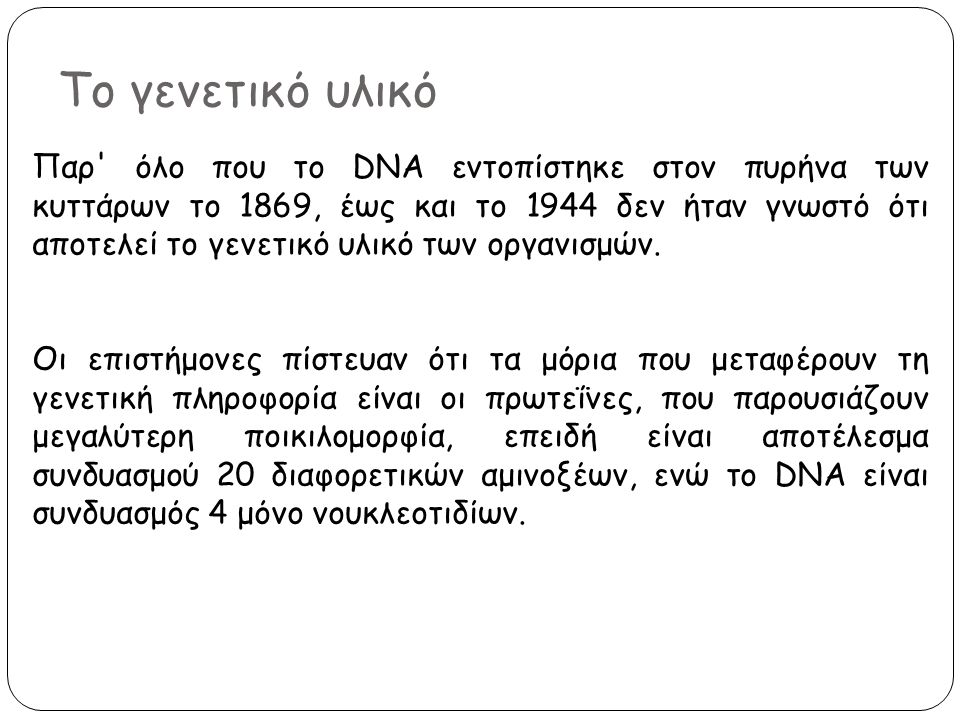 Το γενετικό υλικό
Παρ' όλο που το DNA εντοπίστηκε στον πυρήνα των
κυττάρων το 1869, έως και το 1944 δεν ήταν γνωστό ότι
αποτελεί το γενετικό υλικό των οργανισμών.
Οι επιστήμονες πίστευαν ότι τα μόρια που μεταφέρουν τη
γενετική πληροφορία είναι οι πρωτεΐνες, που παρουσιάζουν
μεγαλύτερη ποικιλομορφία, επειδή είναι αποτέλεσμα
συνδυασμού 20 διαφορετικών αμινοξέων, ενώ το DNA είναι
συνδυασμός 4 μόνο νουκλεοτιδίων.